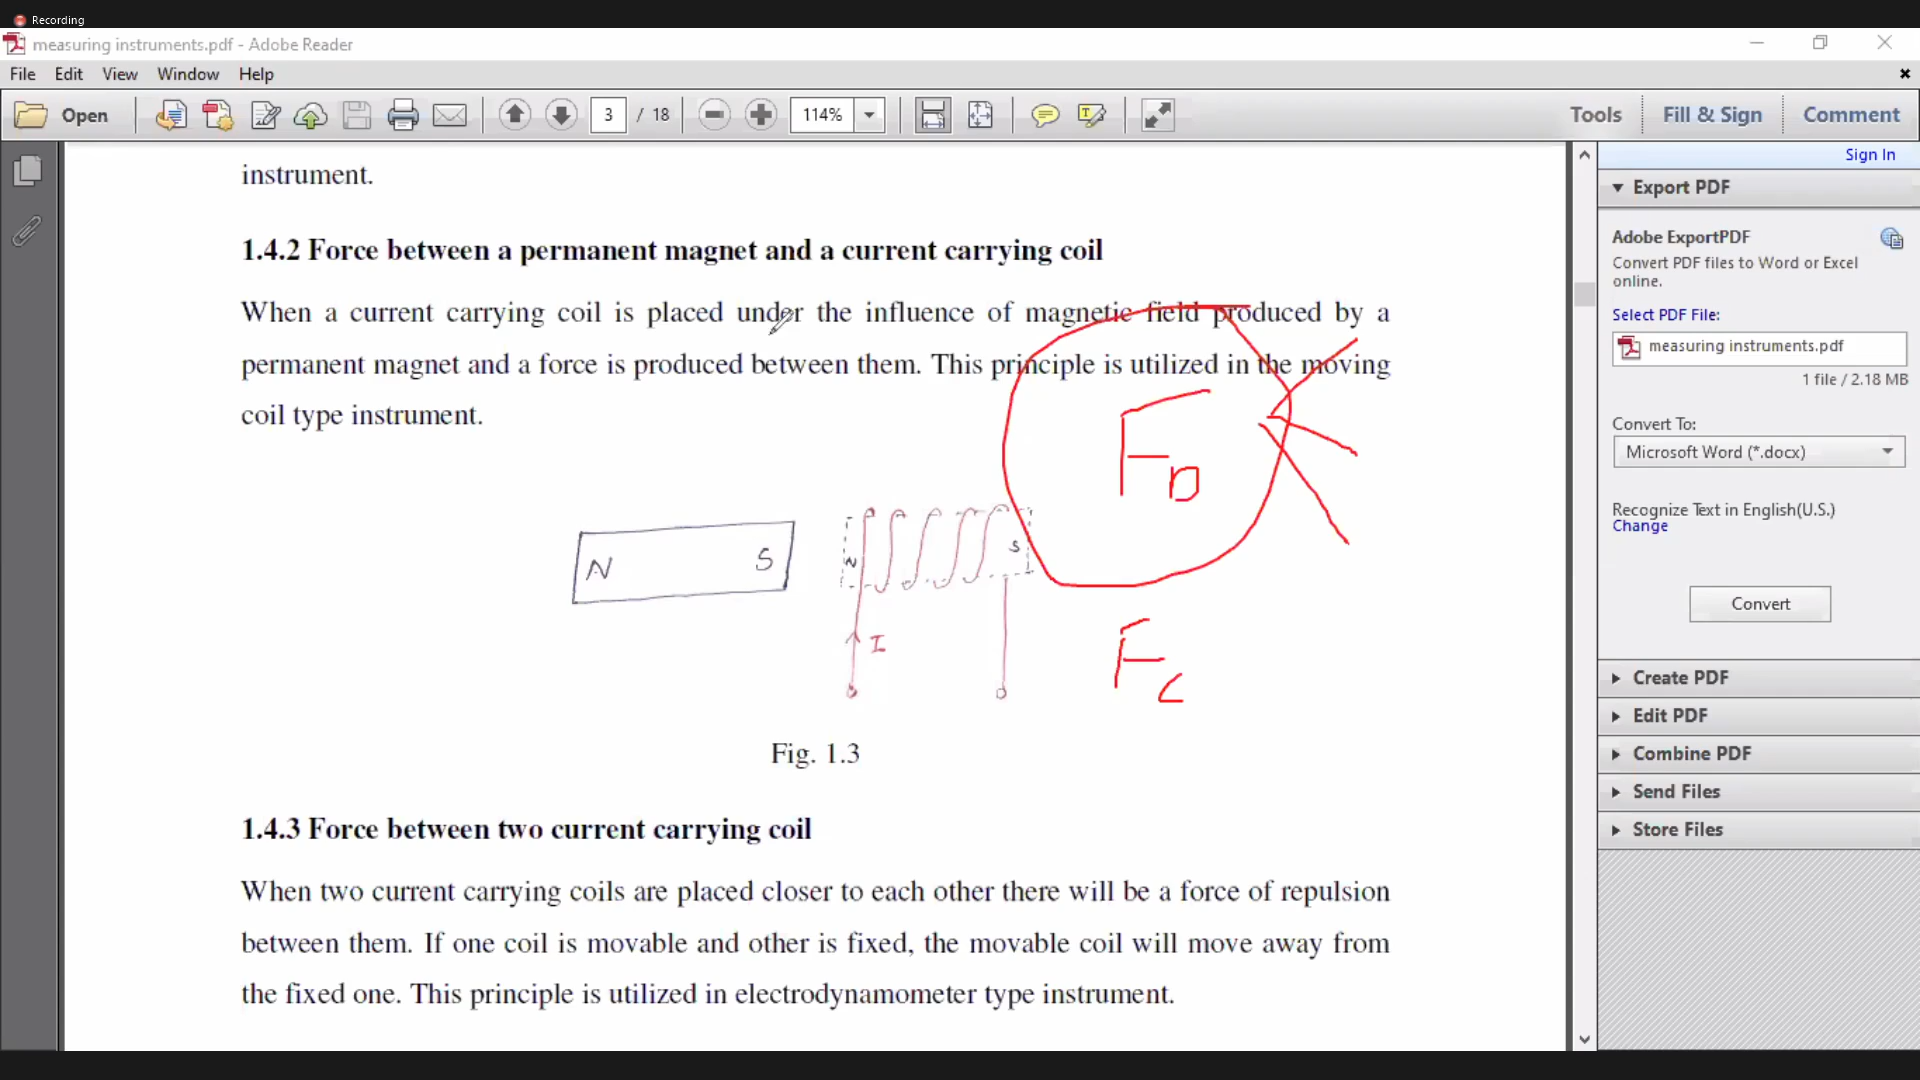 Recording
measuring instruments.pdf - Adobe Reader
File Edit View Window Help
Open 3 / 18 114% Tools Fill & Sign Comment
Sign In
instrument.
1.4.2 Force between a permanent magnet and a current carrying coil
When a current carrying coil is placed under the influence of magnetic field produced by a
permanent magnet and a force is produced between them. This principle is utilized in the moving
coil type instrument.
F_D
N S N S
I
F_C
Fig. 1.3
1.4.3 Force between two current carrying coil
When two current carrying coils are placed closer to each other there will be a force of repulsion
between them. If one coil is movable and other is fixed, the movable coil will move away from
the fixed one. This principle is utilized in electrodynamometer type instrument.
Export PDF
Adobe ExportPDF
Convert PDF files to Word or Excel
online.
Select PDF File:
measuring instruments.pdf
1 file / 2.18 MB
Convert To:
Microsoft Word (*.docx)
Recognize Text in English(U.S.)
Change
Convert
Create PDF
Edit PDF
Combine PDF
Send Files
Store Files